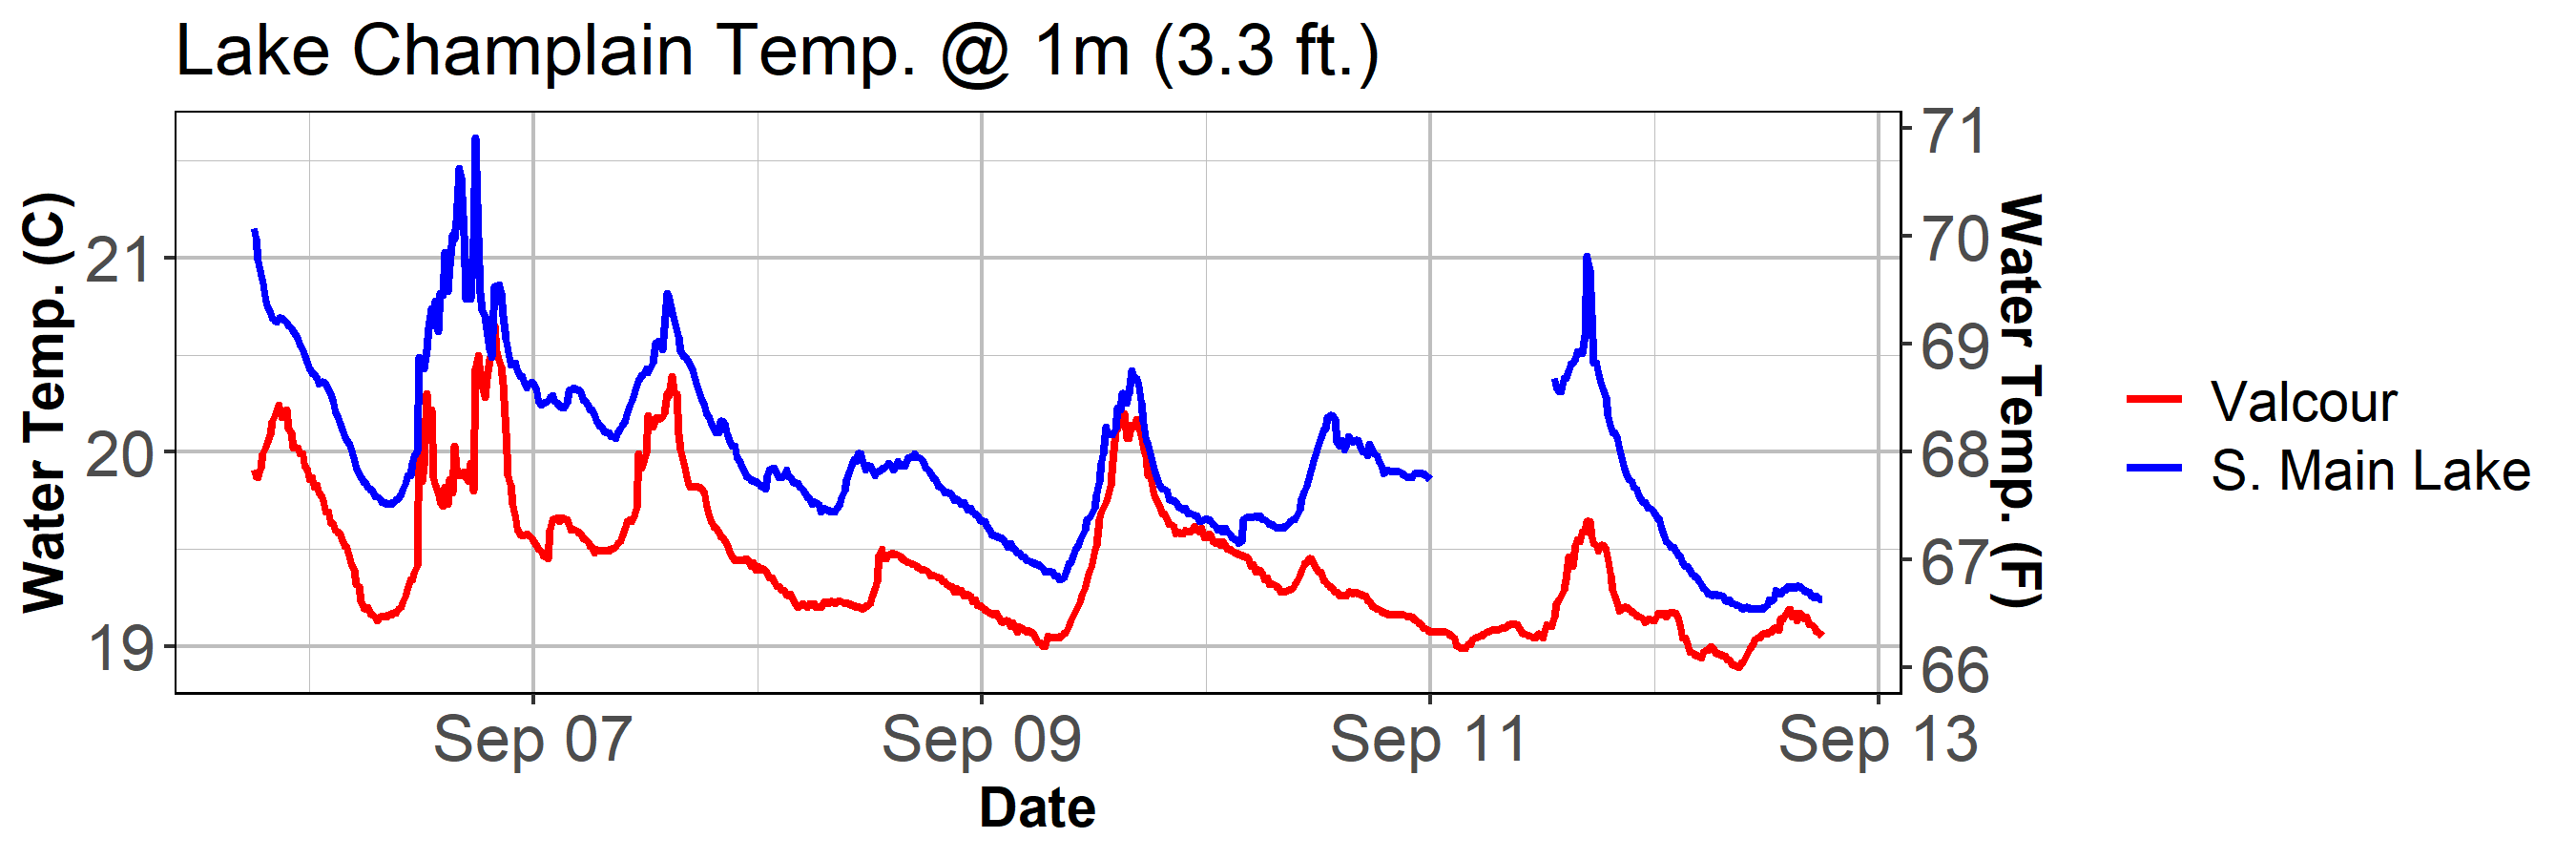 Lake Champlain Temp. @ 1m (3.3 ft.)
Water Temp. (C)
21
20
19
71
70
69
68
67
66
Water Temp. (F)
Sep 07
Sep 09
Sep 11
Sep 13
Date
Valcour
S. Main Lake